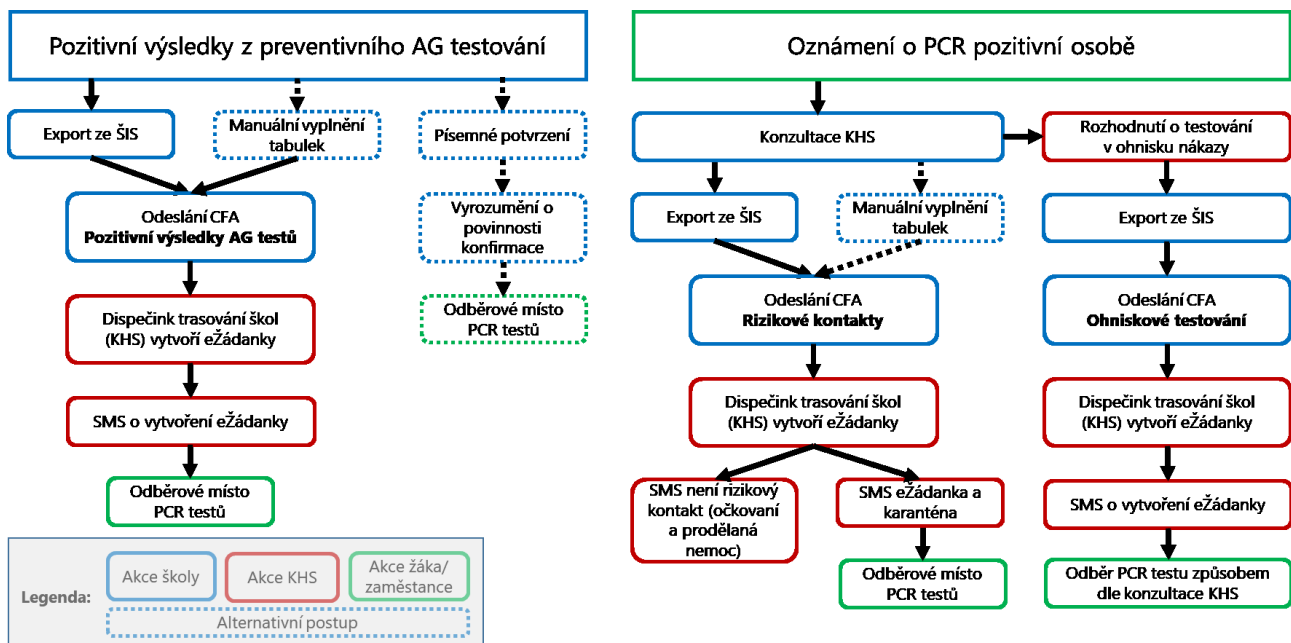 Pozitivní výsledky z preventivního AG testování
Export ze ŠIS
Manuální vyplnění
tabulek
Písemné potvrzení
Odeslání CFA
Pozitivní výsledky AG testů
Vyrozumění o
povinnosti
konfirmace
Dispečink trasování škol
(KHS) vytvoří eŽádanky
Odběrové místo
PCR testů
SMS o vytvoření eŽádanky
Odběrové místo
PCR testů
Oznámení o PCR pozitivní osobě
Konzultace KHS
Rozhodnutí o testování
v ohnisku nákazy
Export ze ŠIS
Manuální vyplnění
tabulek
Export ze ŠIS
Odeslání CFA
Rizikové kontakty
Odeslání CFA
Ohniskové testování
Dispečink trasování škol
(KHS) vytvoří eŽádanky
Dispečink trasování škol
(KHS) vytvoří eŽádanky
SMS není rizikový
kontakt (očkovaní
a prodělaná
nemoc)
SMS eŽádanka a
karanténa
SMS o vytvoření eŽádanky
Odběrové místo
PCR testů
Odběr PCR testu způsobem
dle konzultace KHS
Legenda:
Akce školy
Akce KHS
Akce žáka/
zaměstance
Alternativní postup